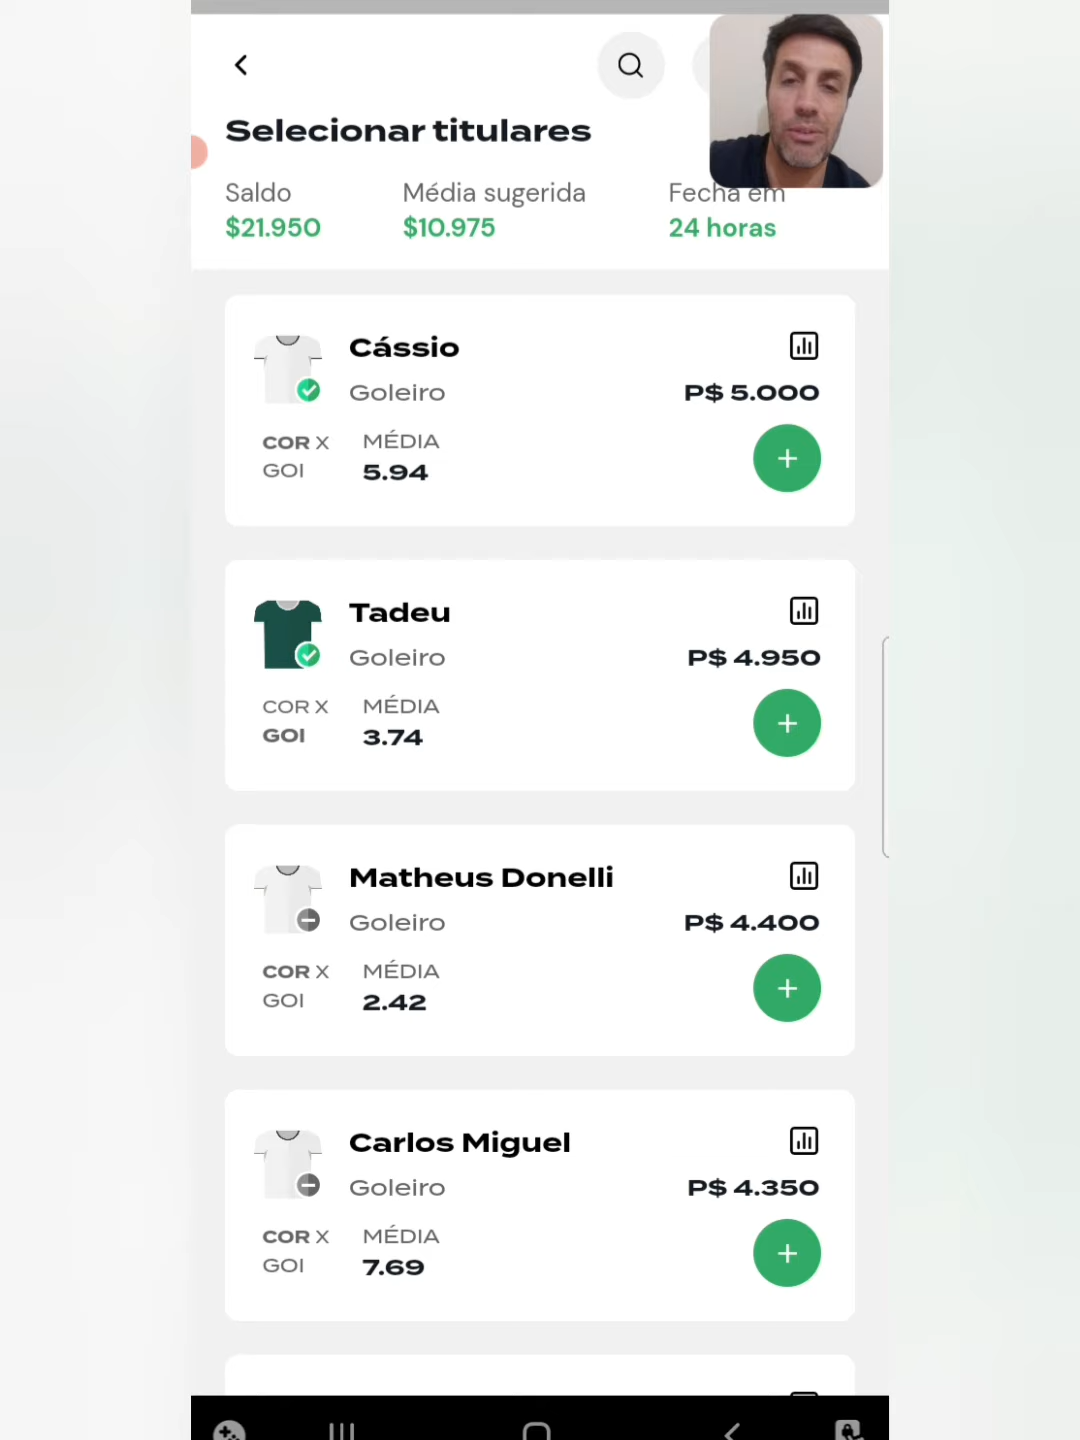 Selecionar titulares
Saldo Média sugerida Fecha em
$21.950 $10.975 24 horas
Cássio
Goleiro P$ 5.000
COR X MÉDIA
GOI 5.94
Tadeu
Goleiro P$ 4.950
COR X MÉDIA
GOI 3.74
Matheus Donelli
Goleiro P$ 4.400
COR X MÉDIA
GOI 2.42
Carlos Miguel
Goleiro P$ 4.350
COR X MÉDIA
GOI 7.69